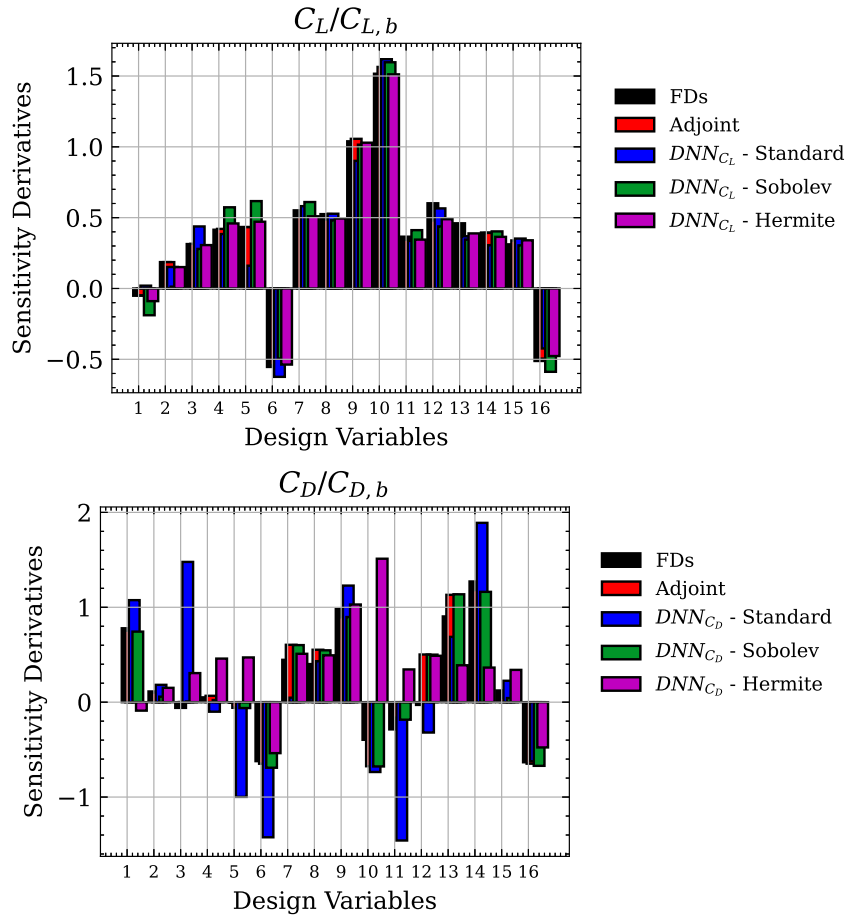 C_L/C_{L,b}
Sensitivity Derivatives
1.5
1.0
0.5
0.0
−0.5
1 2 3 4 5 6 7 8 9 10 11 12 13 14 15 16
Design Variables
FDs
Adjoint
DNN_{C_L} - Standard
DNN_{C_L} - Sobolev
DNN_{C_L} - Hermite
C_D/C_{D,b}
Sensitivity Derivatives
2
1
0
−1
1 2 3 4 5 6 7 8 9 10 11 12 13 14 15 16
Design Variables
FDs
Adjoint
DNN_{C_D} - Standard
DNN_{C_D} - Sobolev
DNN_{C_D} - Hermite